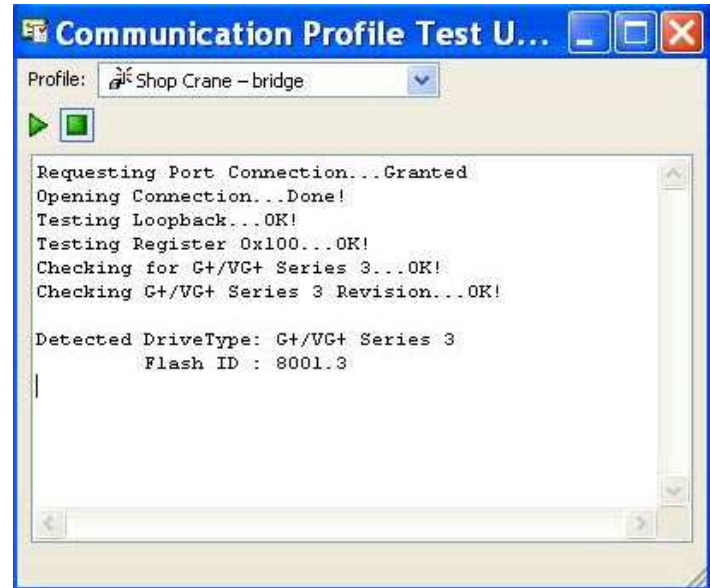 Communication Profile Test U...
Profile: Shop Crane – bridge
Requesting Port Connection...Granted
Opening Connection...Done!
Testing Loopback...OK!
Testing Register 0x100...OK!
Checking for G+/VG+ Series 3...OK!
Checking G+/VG+ Series 3 Revision...OK!
Detected DriveType: G+/VG+ Series 3
Flash ID : 8001.3